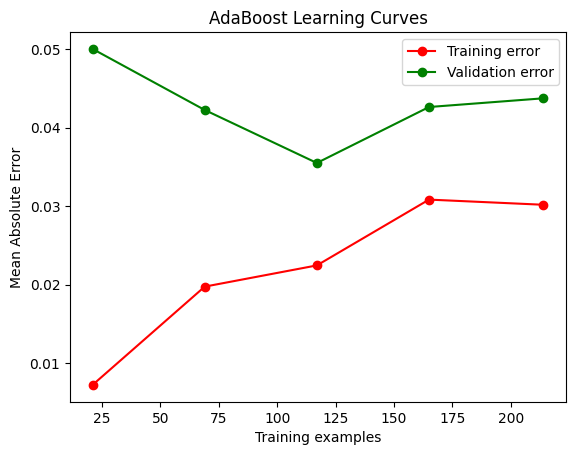 AdaBoost Learning Curves
Training error
Validation error
Mean Absolute Error
0.05
0.04
0.03
0.02
0.01
25 50 75 100 125 150 175 200
Training examples